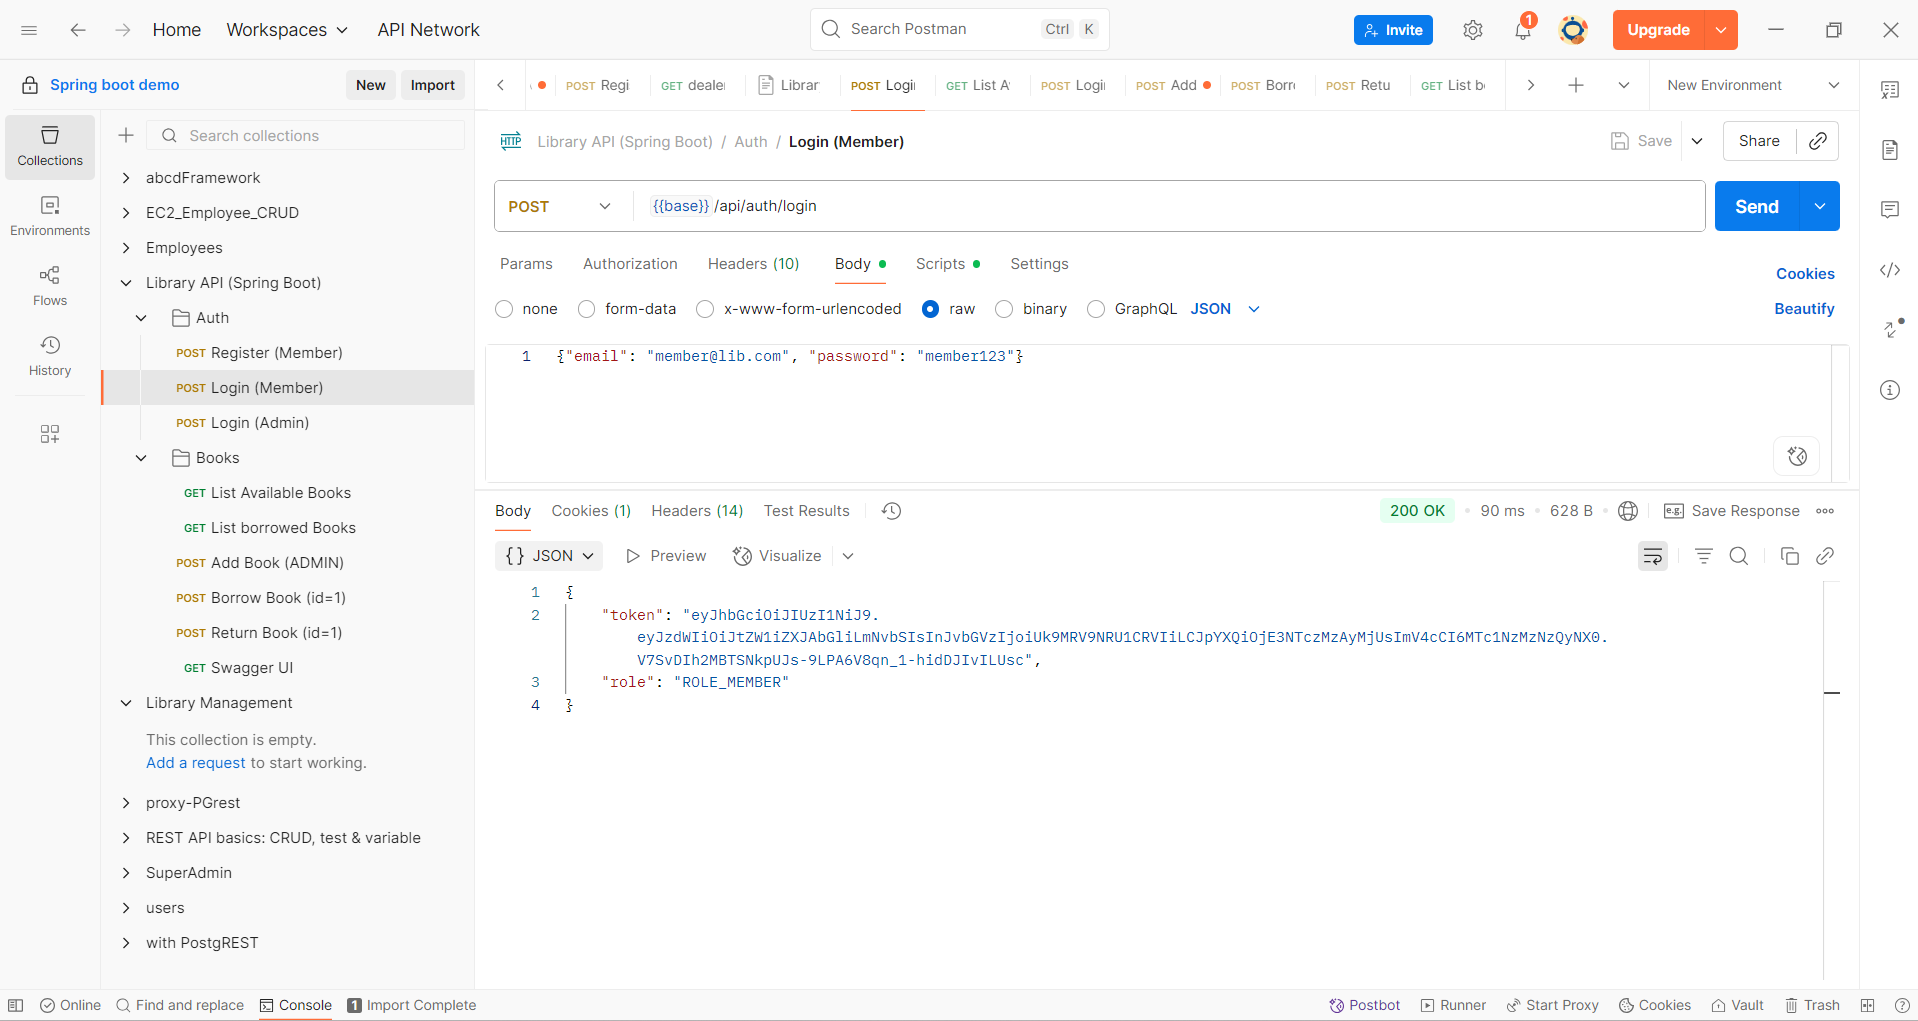 Home Workspaces API Network Search Postman Ctrl K Invite 1 Upgrade
Spring boot demo New Import
POST Regi GET dealer Library POST Logi GET List A POST Logi POST Add POST Borr POST Retu GET List b New Environment
Collections
Environments
Flows
History
Search collections
abcdFramework
EC2_Employee_CRUD
Employees
Library API (Spring Boot)
Auth
POST Register (Member)
POST Login (Member)
POST Login (Admin)
Books
GET List Available Books
GET List borrowed Books
POST Add Book (ADMIN)
POST Borrow Book (id=1)
POST Return Book (id=1)
GET Swagger UI
Library Management
This collection is empty.
Add a request to start working.
proxy-PGrest
REST API basics: CRUD, test & variable
SuperAdmin
users
with PostgREST
HTTP Library API (Spring Boot) / Auth / Login (Member) Save Share
POST {{base}} /api/auth/login Send
Params Authorization Headers (10) Body Scripts Settings Cookies
none form-data x-www-form-urlencoded raw binary GraphQL JSON Beautify
1 {"email": "member@lib.com", "password": "member123"}
Body Cookies (1) Headers (14) Test Results 200 OK 90 ms 628 B e.g. Save Response
{} JSON Preview Visualize
1 {
2 "token": "eyJhbGciOiJIUzI1NiJ9.
eyJzdWIiOiJtZW1iZXJAbGliLmNvbSIsInJvbGVzIjoiUk9MRV9NRU1CRVIiLCJpYXQiOjE3NTczMzAyMjUsImV4cCI6MTc1NzMzNzQyNX0.
V7SvDIh2MBTSNkpUJs-9LPA6V8qn_1-hidDJIvILUsc",
3 "role": "ROLE_MEMBER"
4 }
Online Find and replace Console 1 Import Complete Postbot Runner Start Proxy Cookies Vault Trash